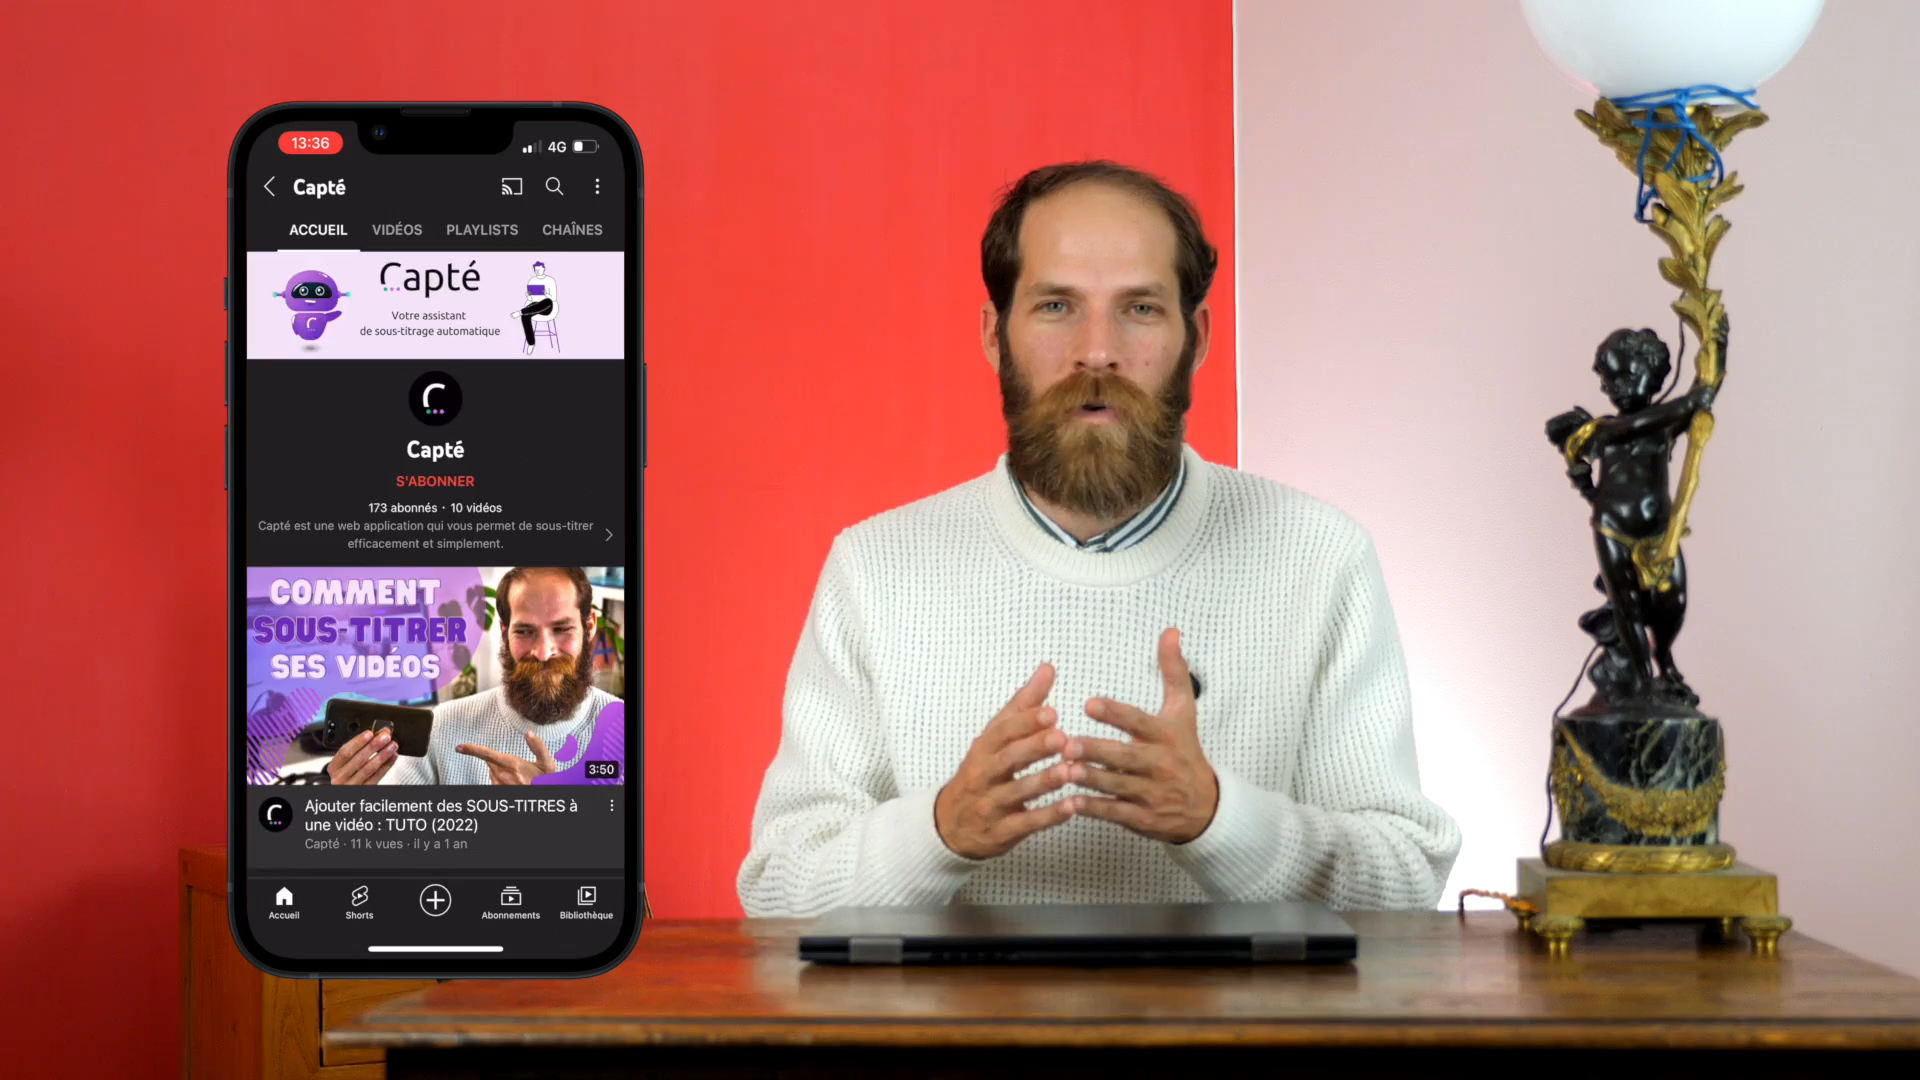 13:36
4G
Capté
ACCUEIL VIDÉOS PLAYLISTS CHAÎNES
Capté
Votre assistant
de sous-titrage automatique
Capté
S'ABONNER
173 abonnés · 10 vidéos
Capté est une web application qui vous permet de sous-titrer
efficacement et simplement.
COMMENT
SOUS-TITRER
SES VIDÉOS
3:50
Ajouter facilement des SOUS-TITRES à
une vidéo : TUTO (2022)
Capté · 11 k vues · il y a 1 an
Accueil Shorts Abonnements Bibliothèque